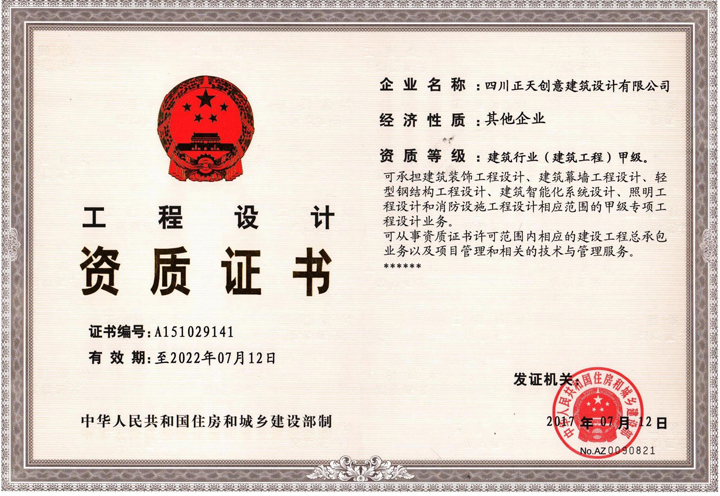 工程设计
资质证书
证书编号:A151029141
有效期:至2022年07月12日
中华人民共和国住房和城乡建设部制
企业名称:四川正天创意建筑设计有限公司
经济性质:其他企业
资质等级:建筑行业(建筑工程)甲级。
可承担建筑装饰工程设计、建筑幕墙工程设计、轻
型钢结构工程设计、建筑智能化系统设计、照明工
程设计和消防设施工程设计相应范围的甲级专项工
程设计业务。
可从事资质证书许可范围内相应的建设工程总承包
业务以及项目管理和相关的技术与管理服务。
******
发证机关:
中华人民共和国住房和城乡建设部
2017年07月12日
No.AZ0090821